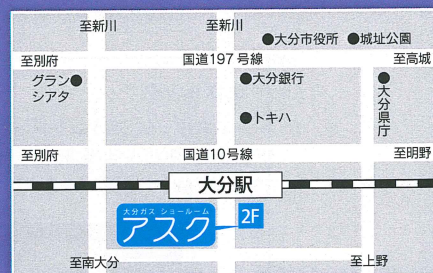 至新川
至新川
●大分市役所
●城址公園
至別府
国道197号線
至高城
グラン●
シアタ
●大分銀行
●大分県庁
●トキハ
至別府
国道10号線
至明野
大分駅
大分ガス ショールーム
アスク
2F
至南大分
至上野